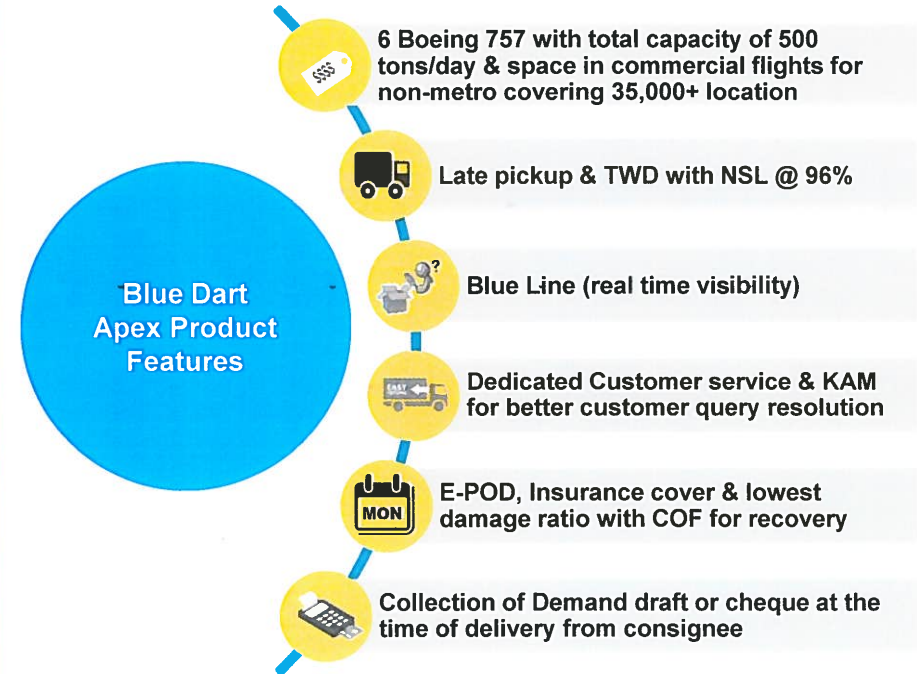 6 Boeing 757 with total capacity of 500
tons/day & space in commercial flights for
non-metro covering 35,000+ location
$$$$
Late pickup & TWD with NSL @ 96%
?
Blue Line (real time visibility)
Blue Dart
Apex Product
Features
Dedicated Customer service & KAM
for better customer query resolution
E-POD, Insurance cover & lowest
damage ratio with COF for recovery
MON
Collection of Demand draft or cheque at the
time of delivery from consignee